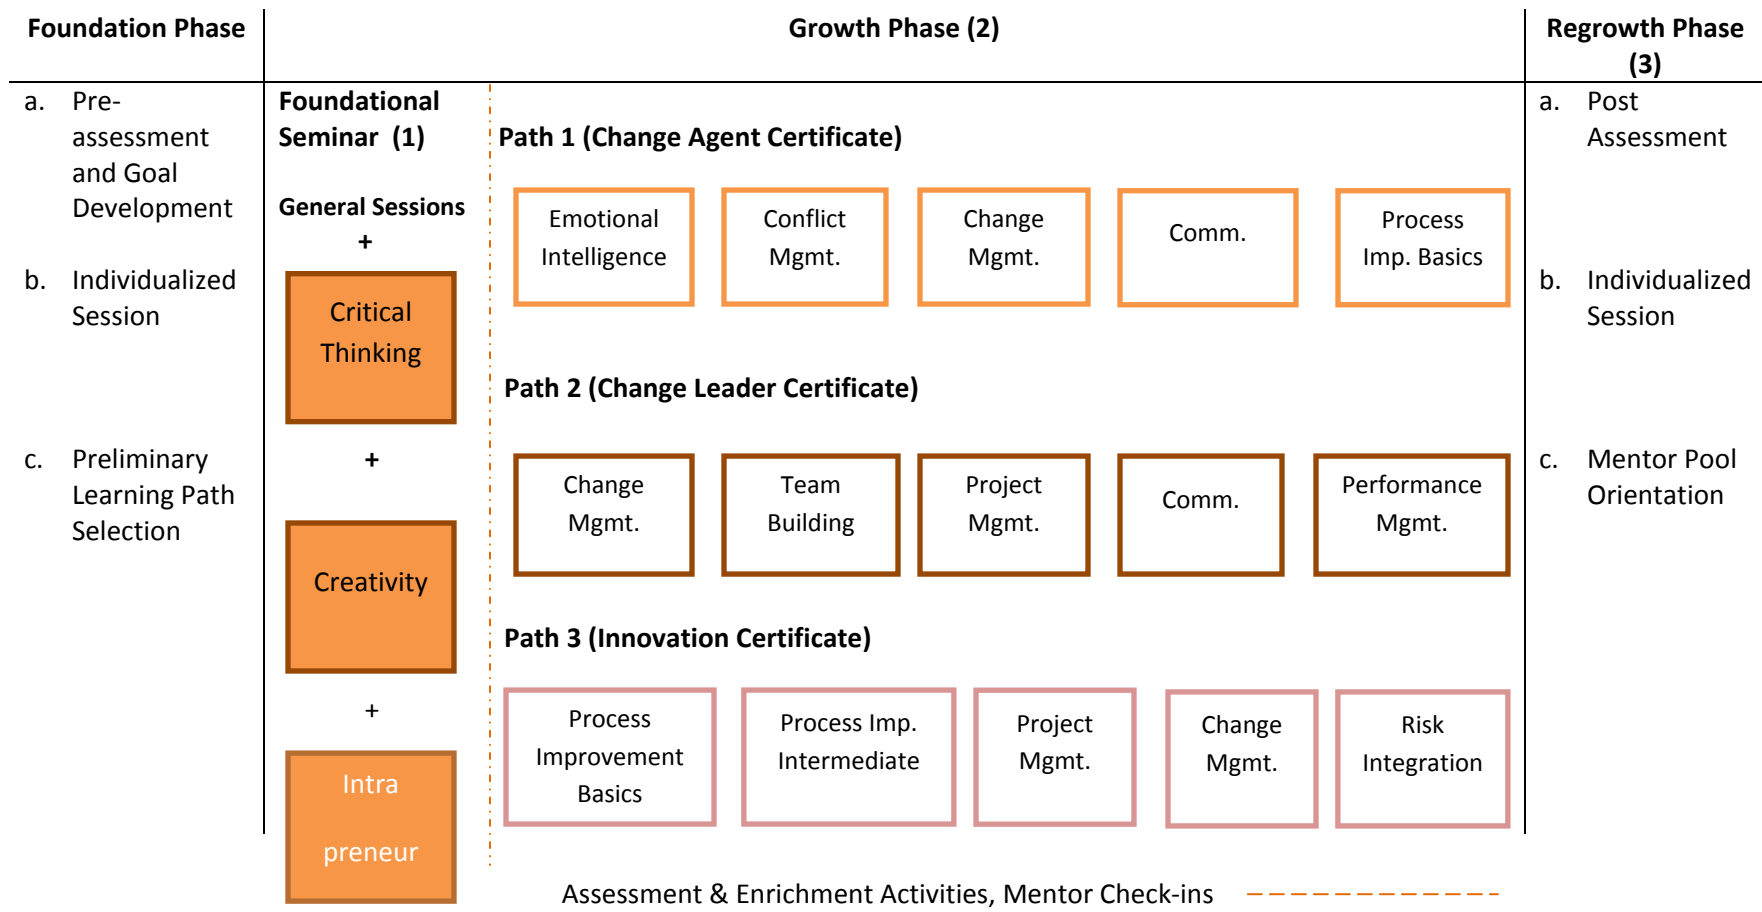 Foundation Phase
Growth Phase (2)
Regrowth Phase
(3)
a. Pre-
assessment
and Goal
Development
b. Individualized
Session
c. Preliminary
Learning Path
Selection
Foundational
Seminar (1)
General Sessions
+
Critical
Thinking
+
Creativity
+
Intra
preneur
Path 1 (Change Agent Certificate)
Emotional
Intelligence
Conflict
Mgmt.
Change
Mgmt.
Comm.
Process
Imp. Basics
Path 2 (Change Leader Certificate)
Change
Mgmt.
Team
Building
Project
Mgmt.
Comm.
Performance
Mgmt.
Path 3 (Innovation Certificate)
Process
Improvement
Basics
Process Imp.
Intermediate
Project
Mgmt.
Change
Mgmt.
Risk
Integration
a. Post
Assessment
b. Individualized
Session
c. Mentor Pool
Orientation
Assessment & Enrichment Activities, Mentor Check-ins